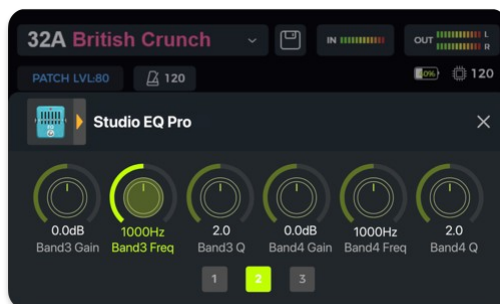 32A British Crunch
IN
OUT
L
R
PATCH LVL:80
120
0%
120
Studio EQ Pro
0.0dB
1000Hz
2.0
0.0dB
1000Hz
2.0
Band3 Gain
Band3 Freq
Band3 Q
Band4 Gain
Band4 Freq
Band4 Q
1
2
3